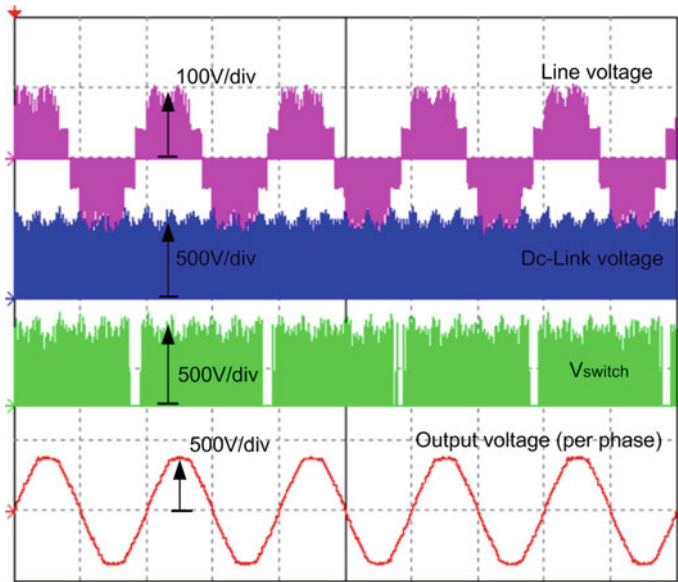 100V/div
Line voltage
500V/div
Dc-Link voltage
500V/div
Vswitch
500V/div
Output voltage (per phase)